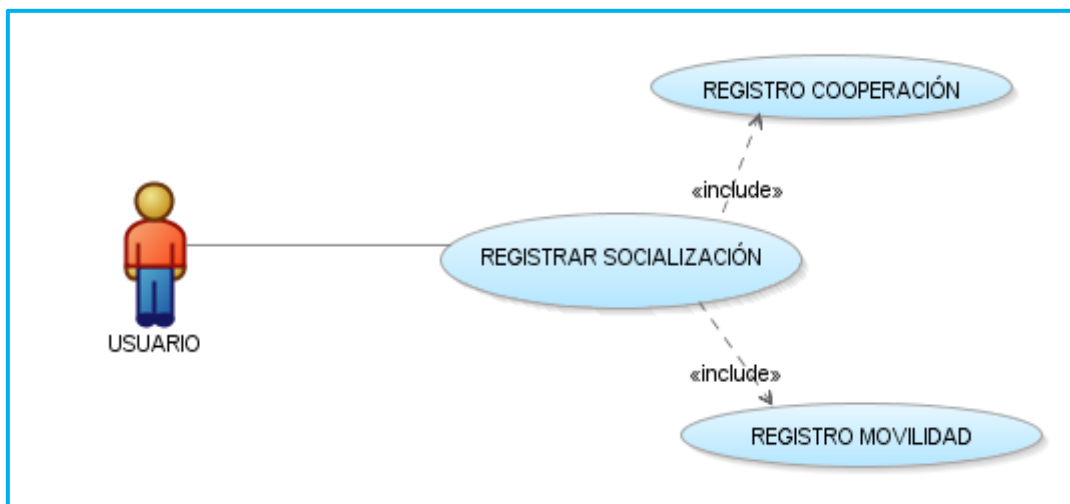 REGISTRO COOPERACIÓN
«include»
REGISTRAR SOCIALIZACIÓN
USUARIO
«include»
REGISTRO MOVILIDAD